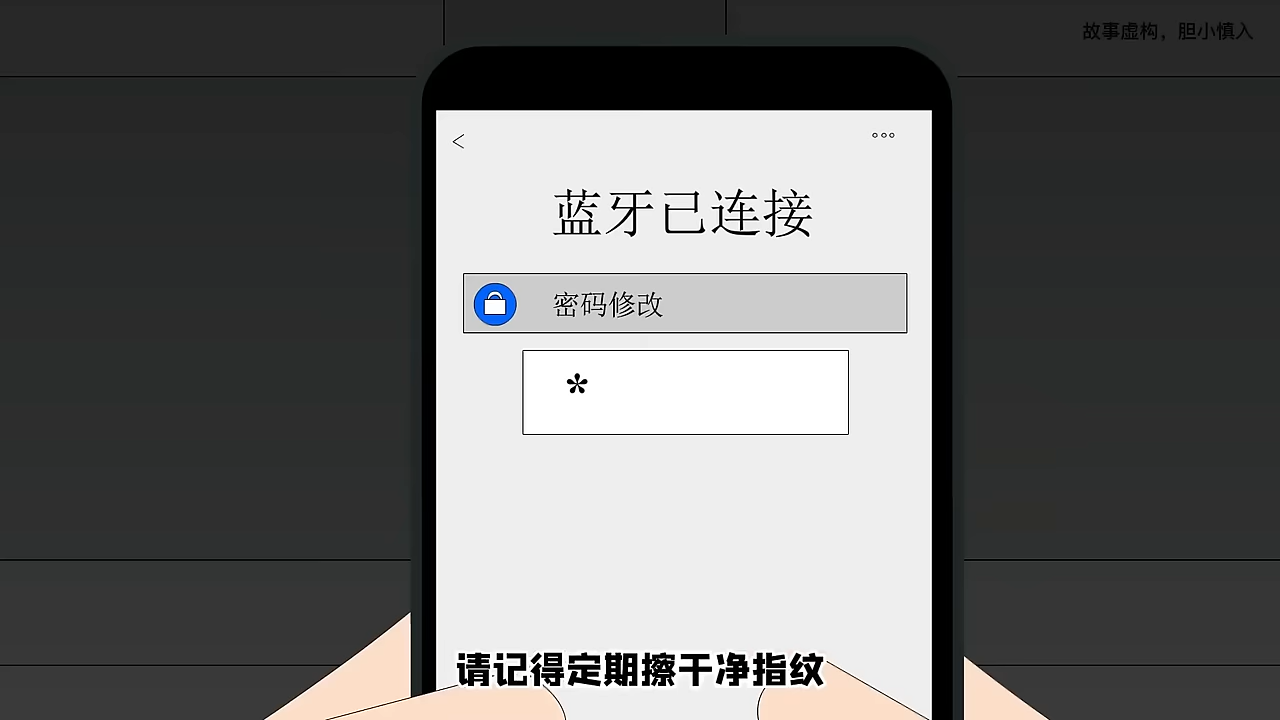 故事虚构，胆小慎入
<
蓝牙已连接
密码修改
*
请记得定期擦干净指纹